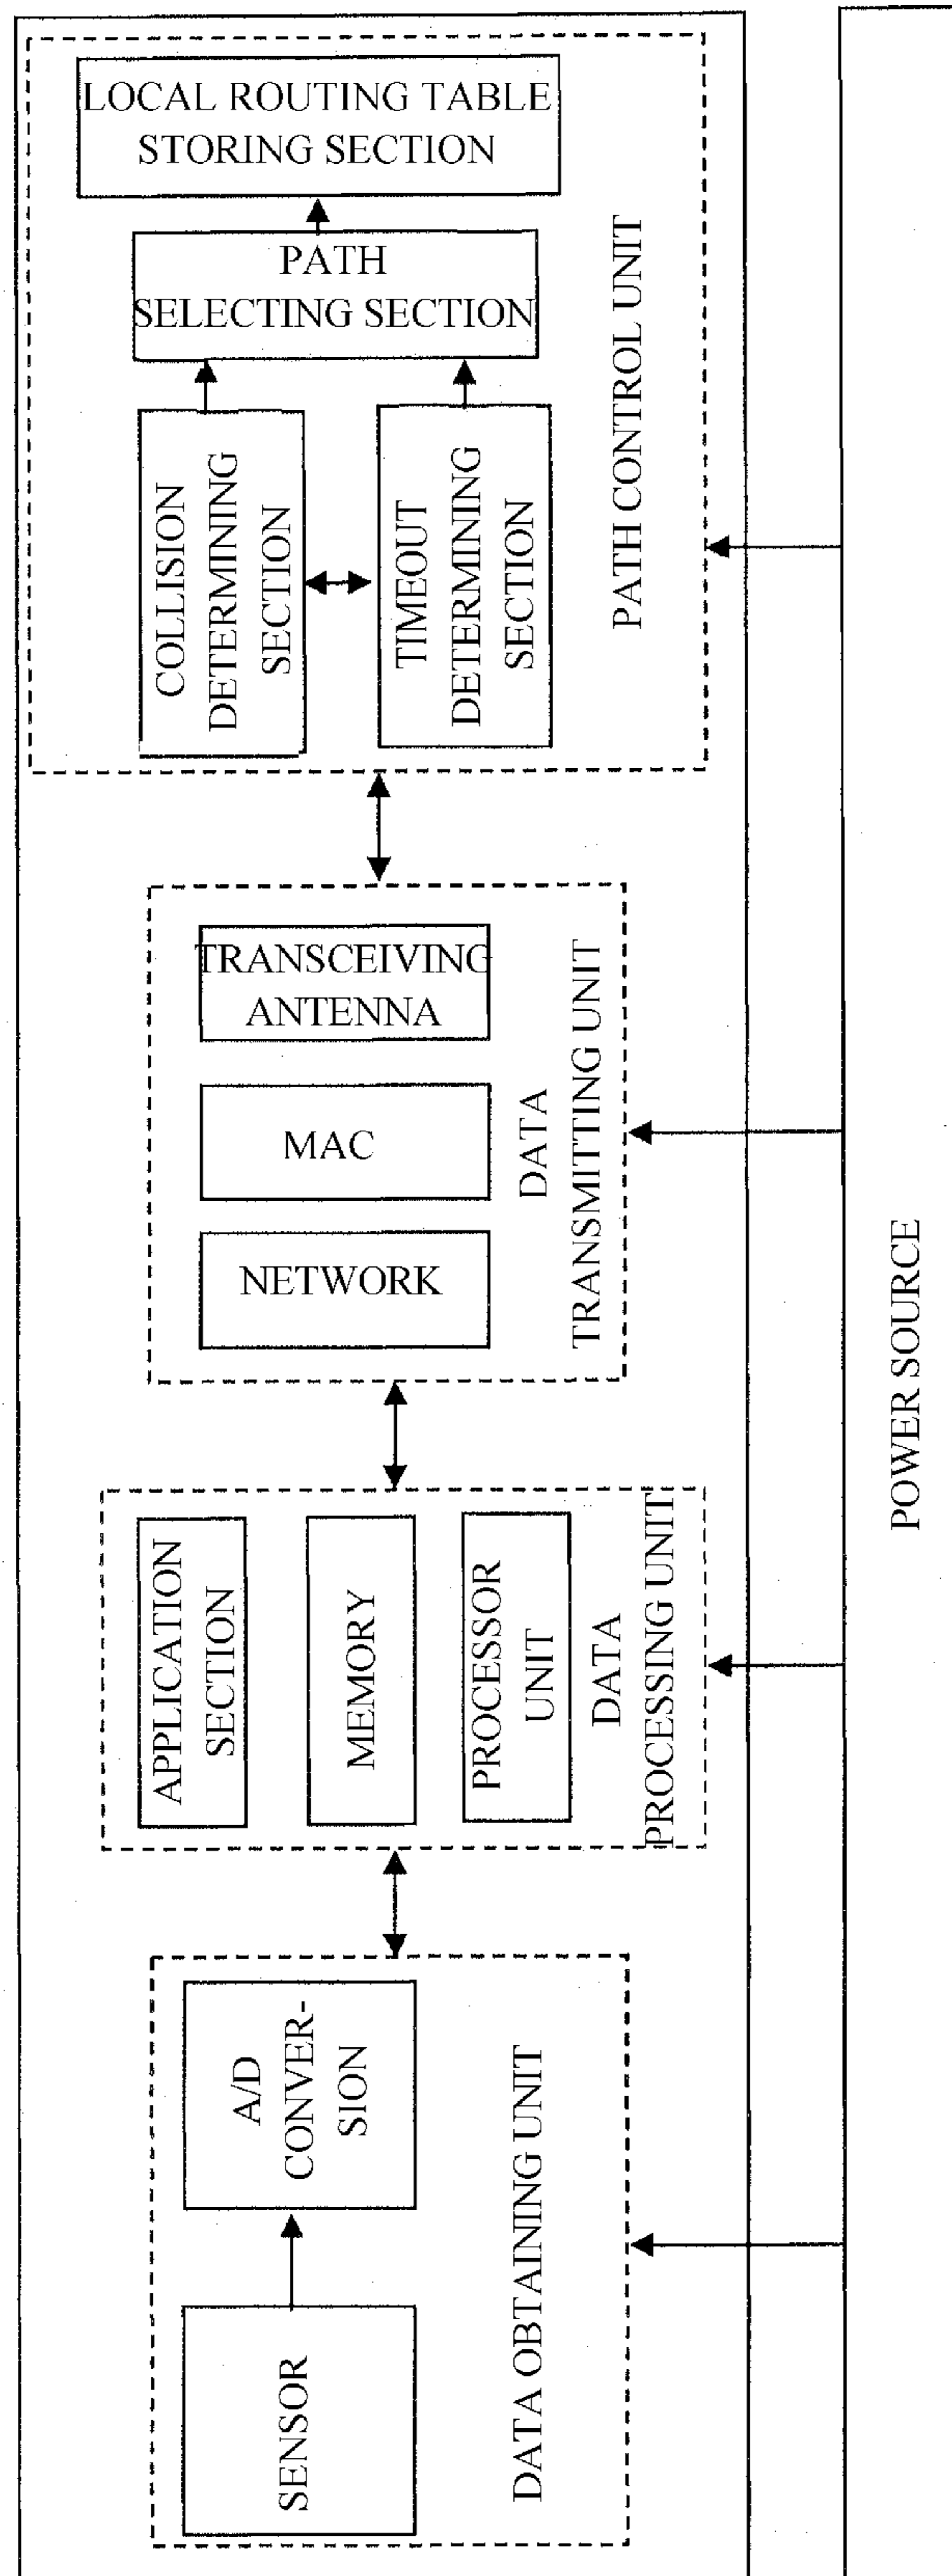 LOCAL ROUTING TABLE
STORING SECTION
PATH
SELECTING SECTION
COLLISION
DETERMINING
SECTION
TIMEOUT
DETERMINING
SECTION
PATH CONTROL UNIT
TRANSCEIVING
ANTENNA
MAC
NETWORK
DATA
TRANSMITTING UNIT
APPLICATION
SECTION
MEMORY
PROCESSOR
UNIT
DATA
PROCESSING UNIT
A/D
CONVER-
SION
SENSOR
DATA OBTAINING UNIT
POWER SOURCE